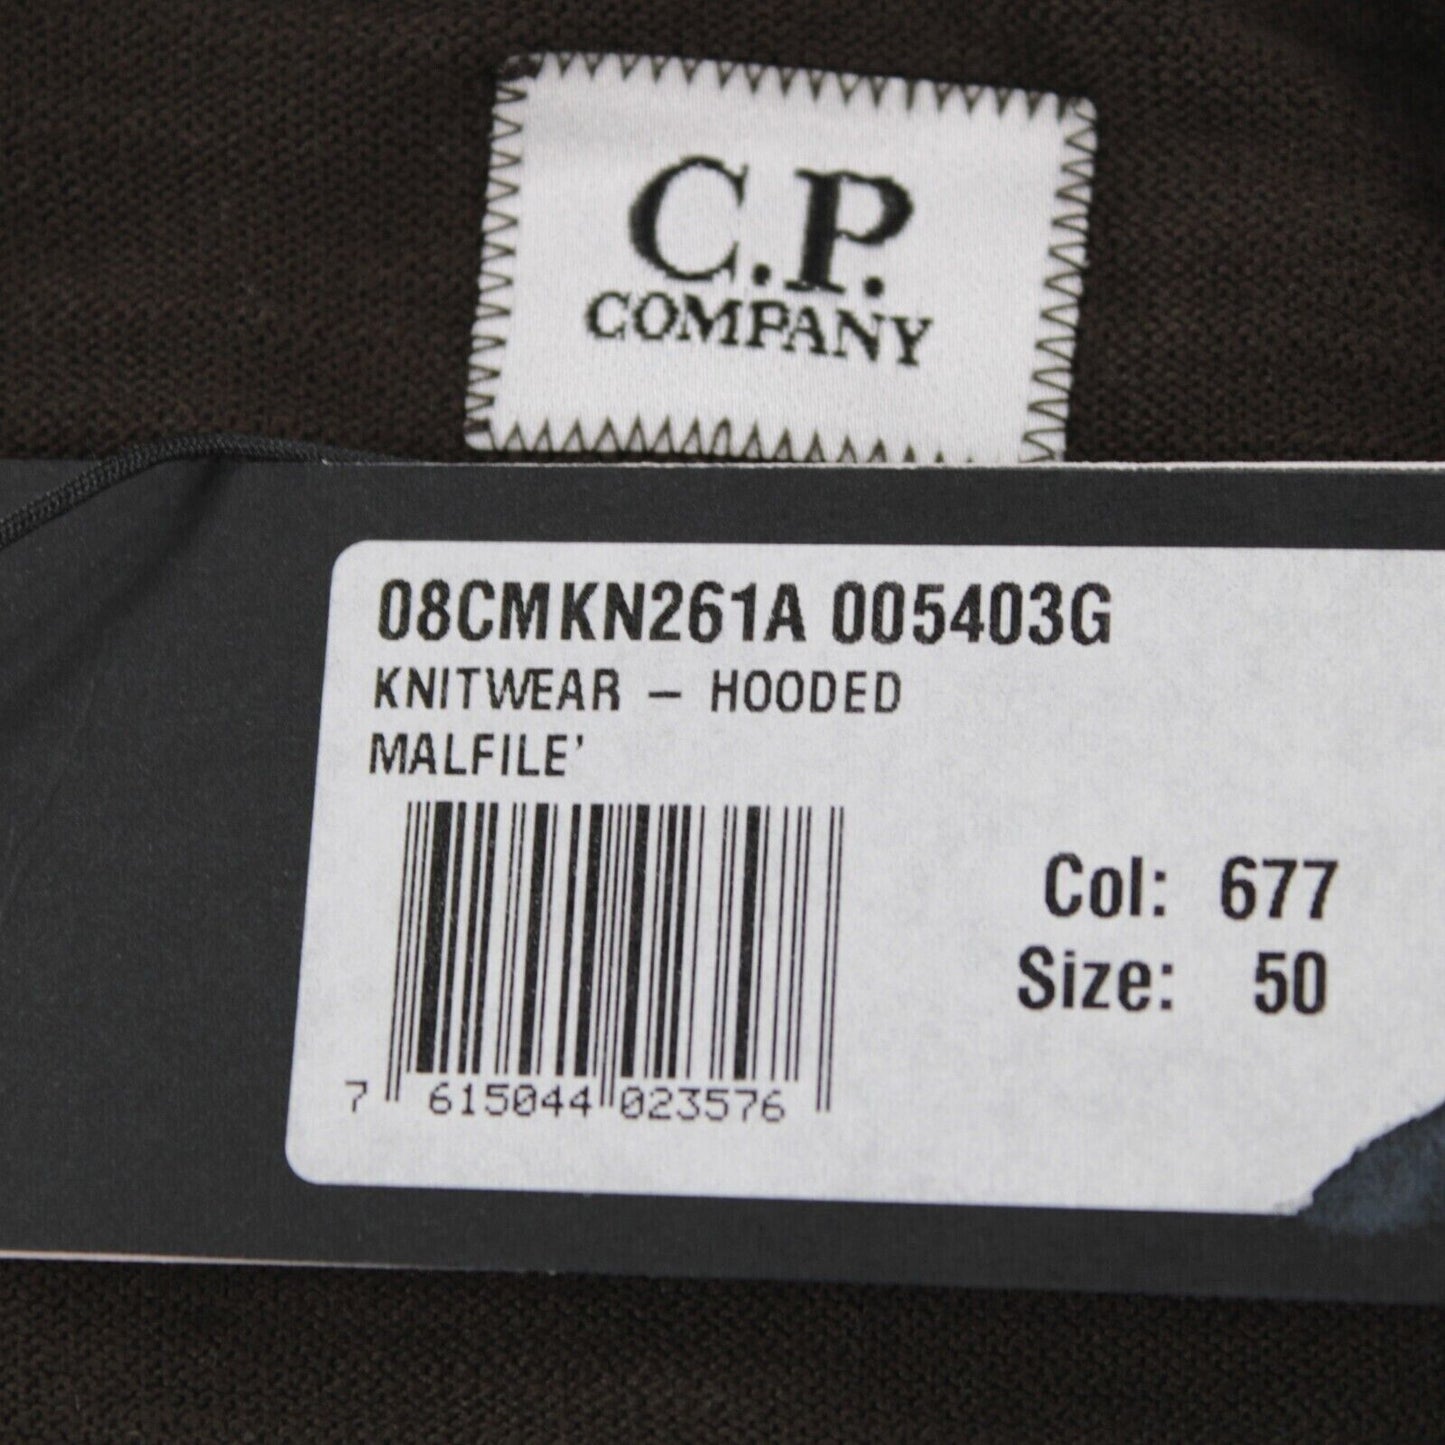 C.P.
COMPANY
08CMKN261A 005403G
KNITWEAR – HOODED
MALFILE'
Col: 677
Size: 50
7 615044 023576